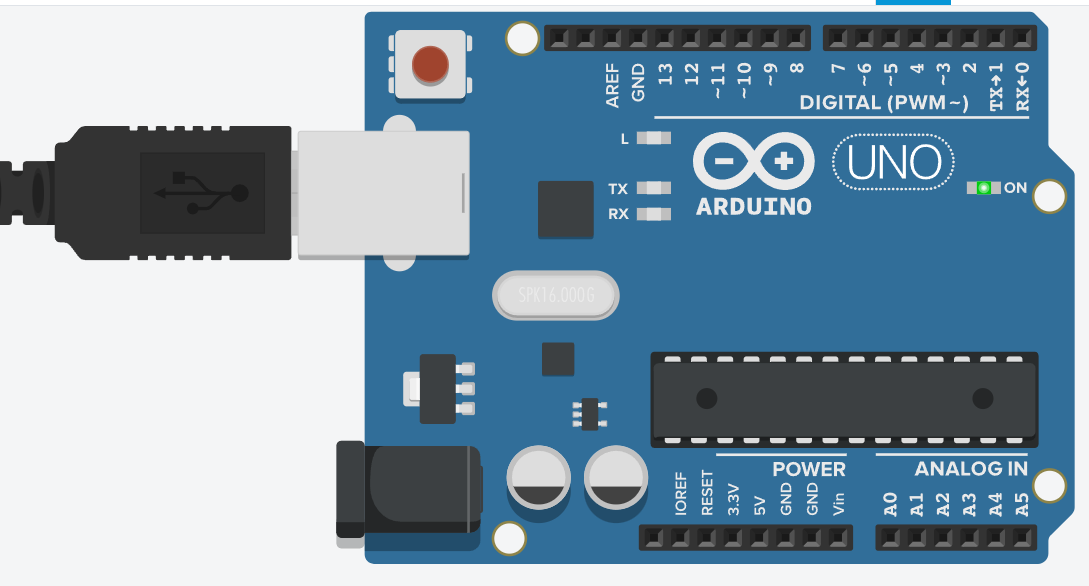 AREF
GND
13
12
~11
~10
~9
8
7
~6
~5
4
~3
2
TX→1
RX←0
DIGITAL (PWM~)
L
TX
RX
ARDUINO
UNO
ON
SPK16.000G
POWER
ANALOG IN
IOREF
RESET
3.3V
5V
GND
GND
Vin
A0
A1
A2
A3
A4
A5